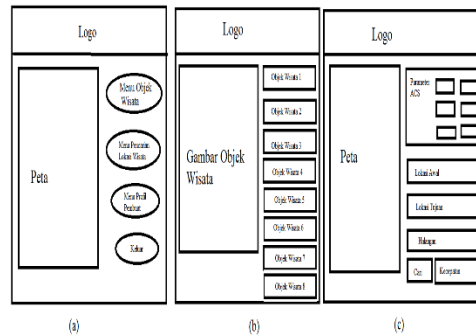 Logo
Peta
Menu Objek
Wisata
Menu Pencarian
Lokasi Wisata
Menu Profil
Pembuat
Keluar
(a)
Logo
Gambar Objek
Wisata
Objek Wisata 1
Objek Wisata 2
Objek Wisata 3
Objek Wisata 4
Objek Wisata 5
Objek Wisata 6
Objek Wisata 7
Objek Wisata 8
(b)
Logo
Peta
Parameter
ACS
Lokasi Awal
Lokasi Tujuan
Hubungan
Cari
Kecepatan
(c)